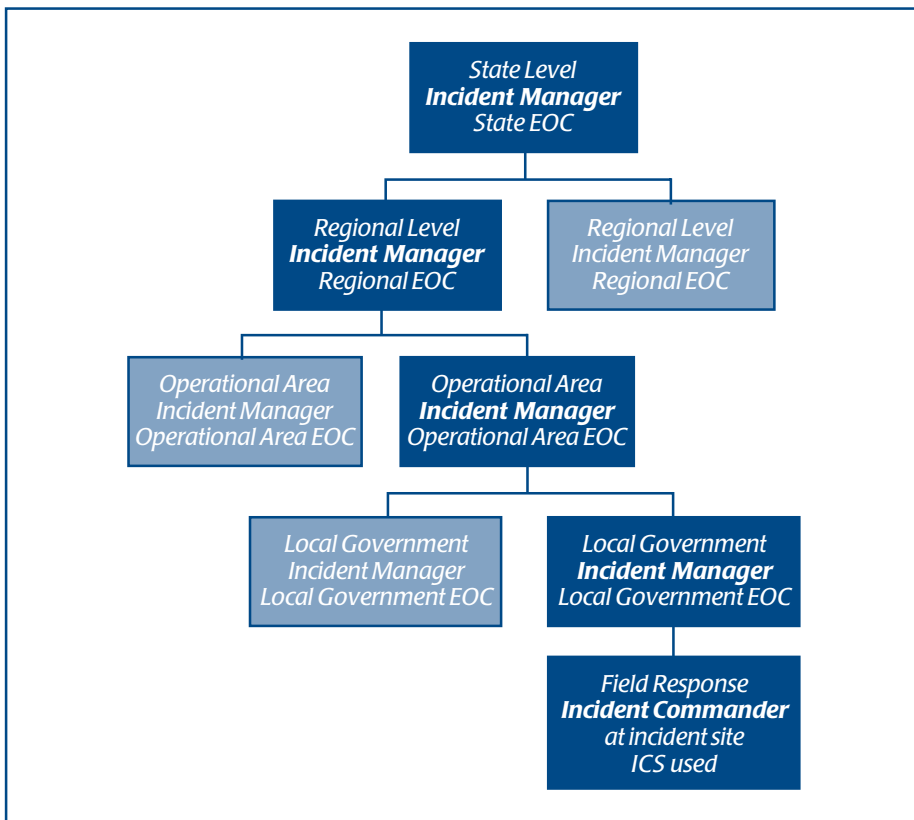 State Level
Incident Manager
State EOC
Regional Level
Incident Manager
Regional EOC
Regional Level
Incident Manager
Regional EOC
Operational Area
Incident Manager
Operational Area EOC
Operational Area
Incident Manager
Operational Area EOC
Local Government
Incident Manager
Local Government EOC
Local Government
Incident Manager
Local Government EOC
Field Response
Incident Commander
at incident site
ICS used